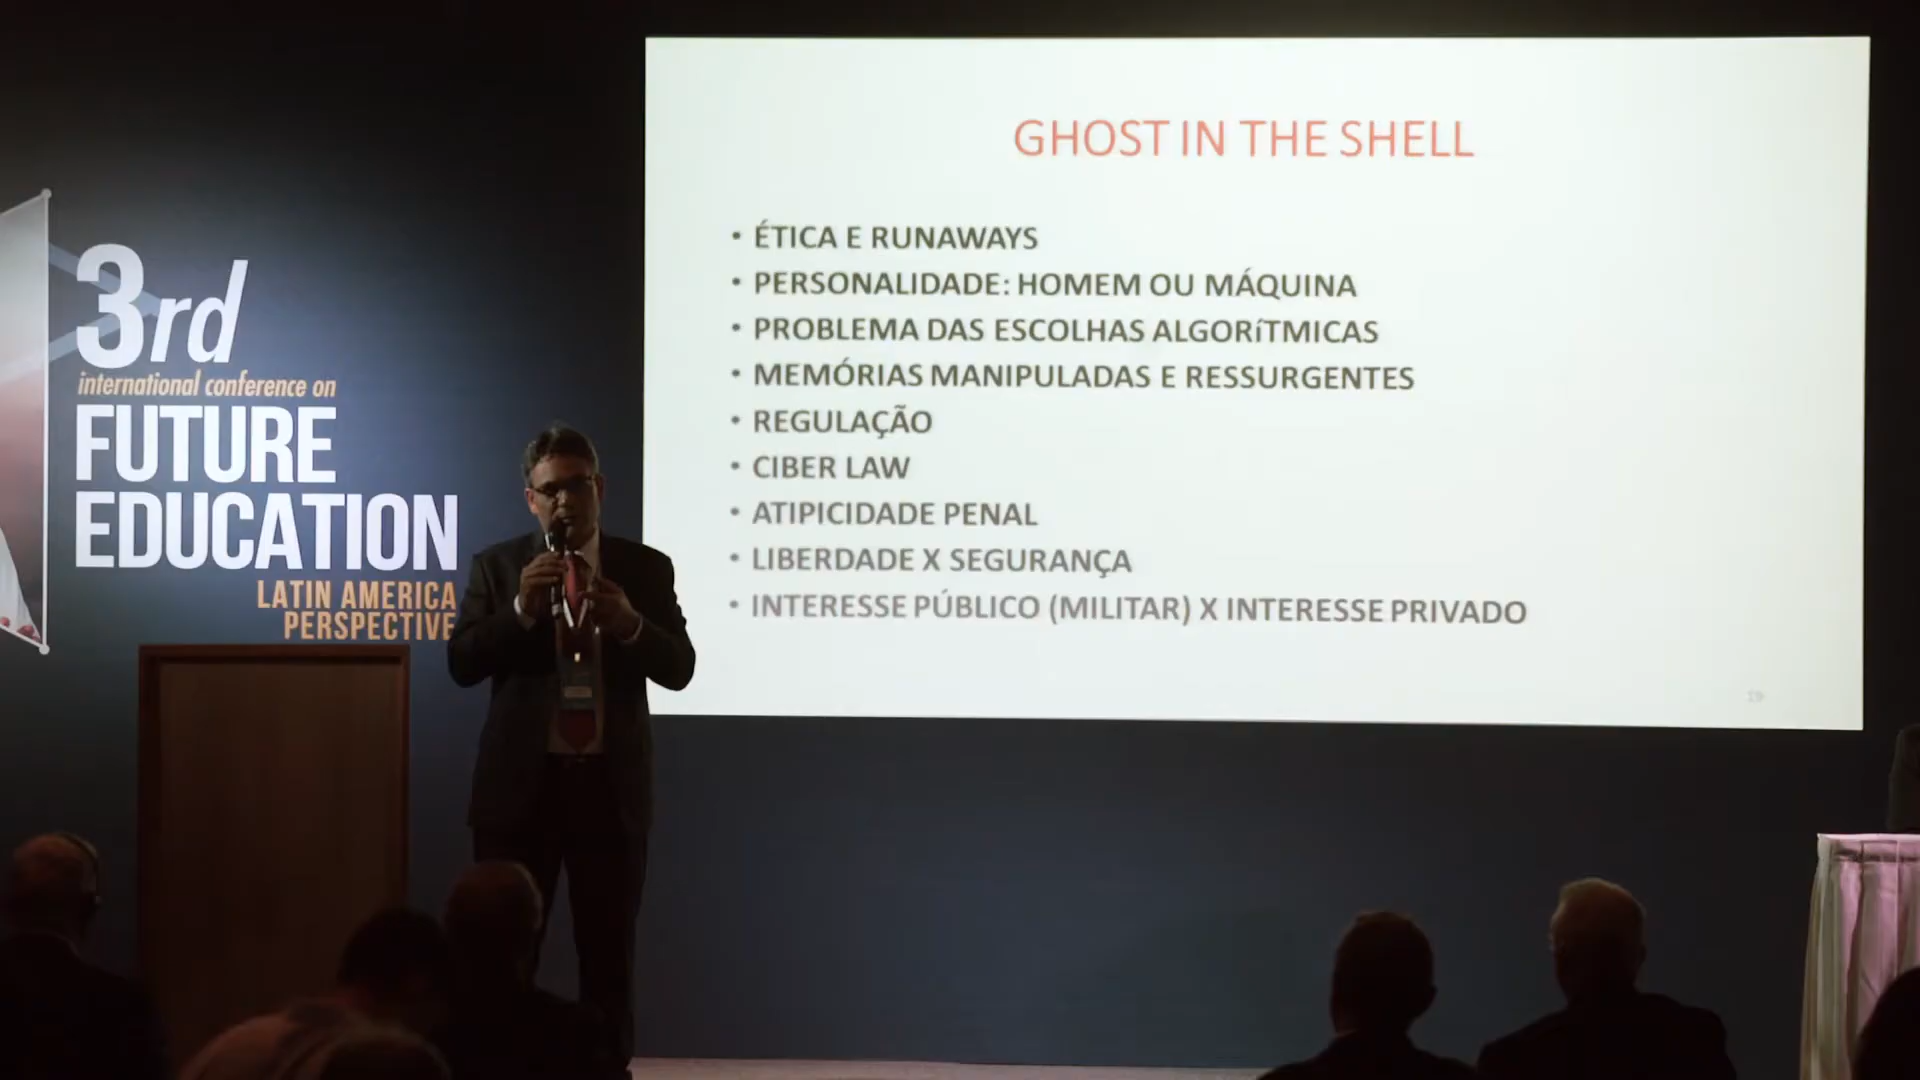 3rd
international conference on
FUTURE
EDUCATION
LATIN AMERICA
PERSPECTIVE
GHOST IN THE SHELL
• ÉTICA E RUNAWAYS
• PERSONALIDADE: HOMEM OU MÁQUINA
• PROBLEMA DAS ESCOLHAS ALGORíTMICAS
• MEMÓRIAS MANIPULADAS E RESSURGENTES
• REGULAÇÃO
• CIBER LAW
• ATIPICIDADE PENAL
• LIBERDADE X SEGURANÇA
• INTERESSE PÚBLICO (MILITAR) X INTERESSE PRIVADO
19